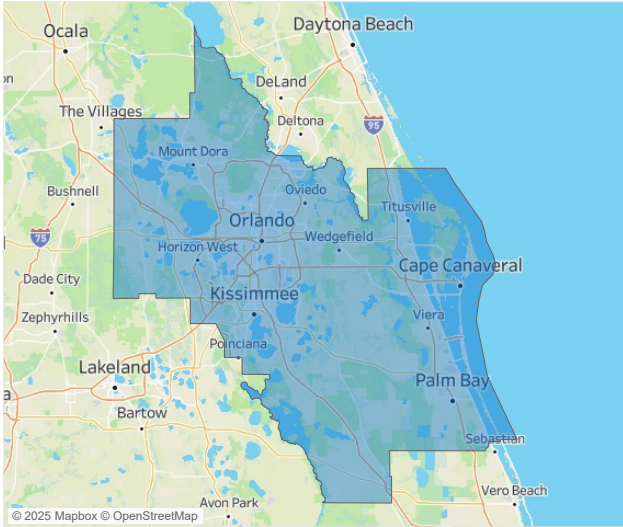 Daytona Beach
Ocala
DeLand
The Villages
Deltona
95
Mount Dora
Bushnell
Oviedo
Titusville
Orlando
75
Horizon West
Wedgefield
Cape Canaveral
Dade City
Kissimmee
Zephyrhills
Viera
Poinciana
Lakeland
Palm Bay
Bartow
Sebastian
Vero Beach
Avon Park
© 2025 Mapbox © OpenStreetMap